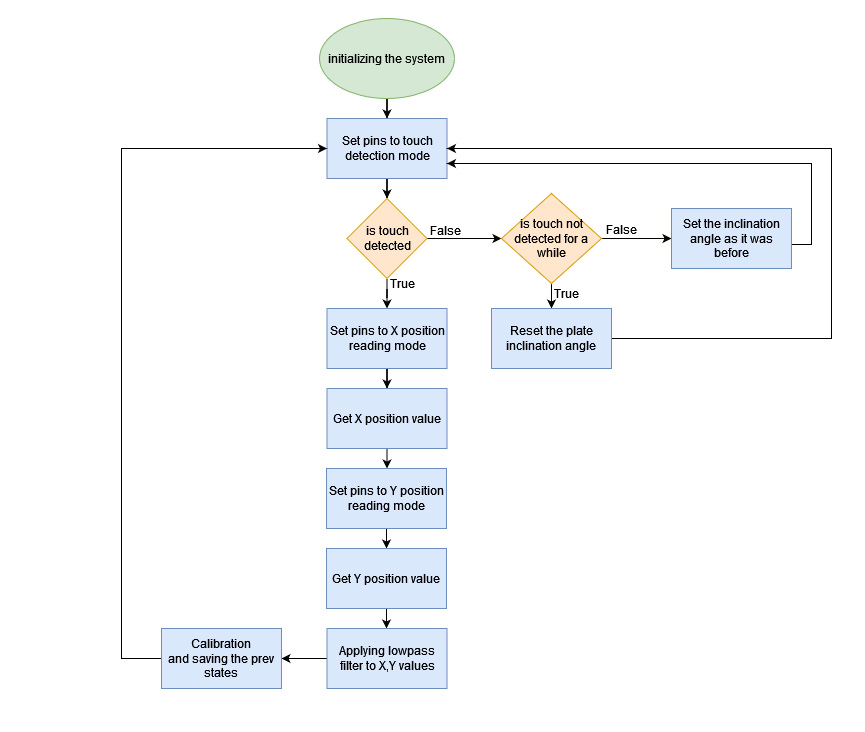 initializing the system
Set pins to touch
detection mode
is touch
detected
False
is touch not
detected for a
while
False
Set the inclination
angle as it was
before
True
True
Set pins to X position
reading mode
Reset the plate
inclination angle
Get X position value
Set pins to Y position
reading mode
Get Y position value
Applying lowpass
filter to X,Y values
Calibration
and saving the prev
states